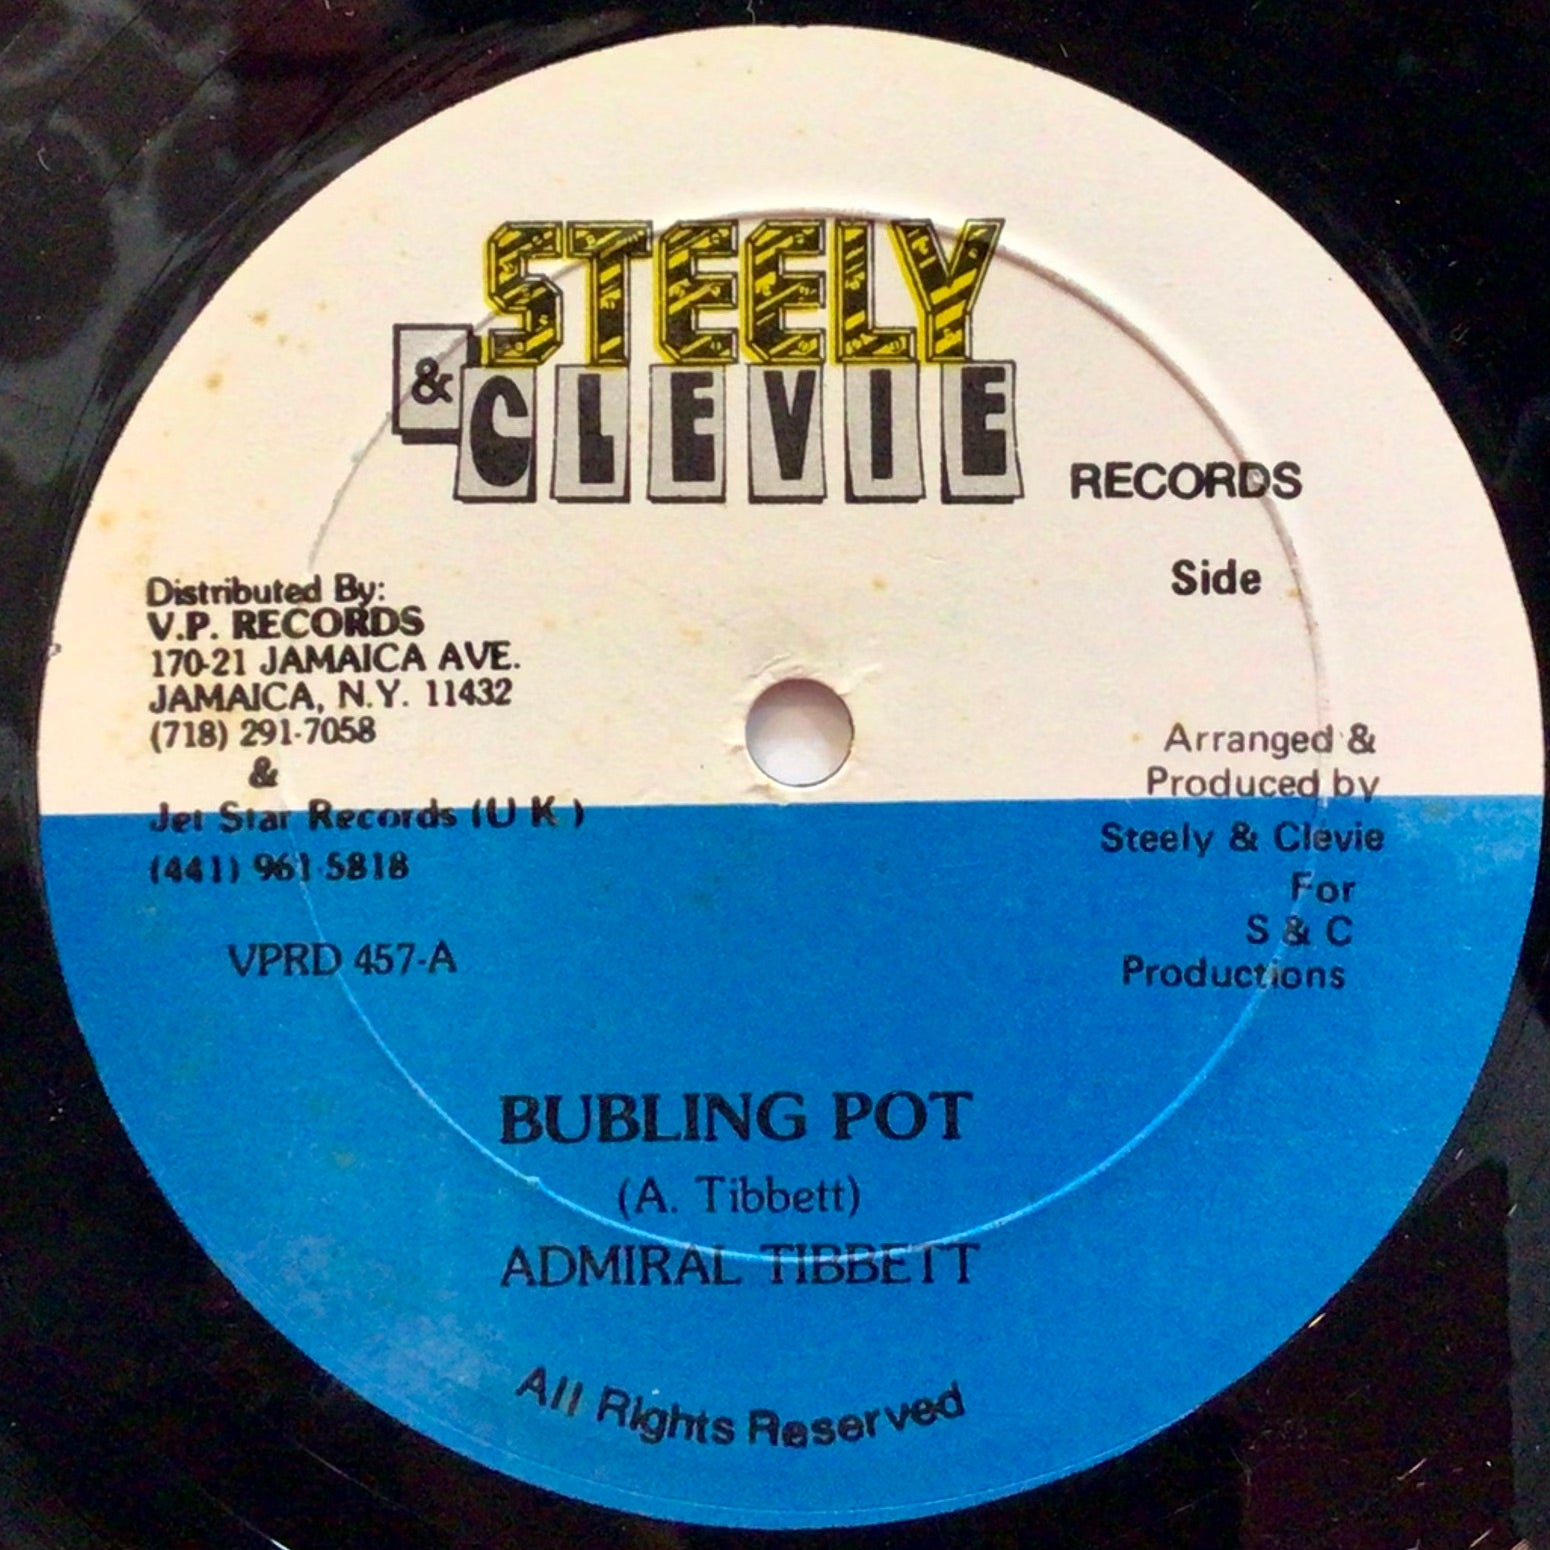 STEELY
& CLEVIE
RECORDS
Side
Distributed By:
V.P. RECORDS
170-21 JAMAICA AVE.
JAMAICA, N.Y. 11432
(718) 291-7058
&
Jet Star Records (U K )
(441) 961 5818
VPRD 457-A
Arranged &
Produced by
Steely & Clevie
For
S & C
Productions
BUBLING POT
(A. Tibbett)
ADMIRAL TIBBETT
All Rights Reserved